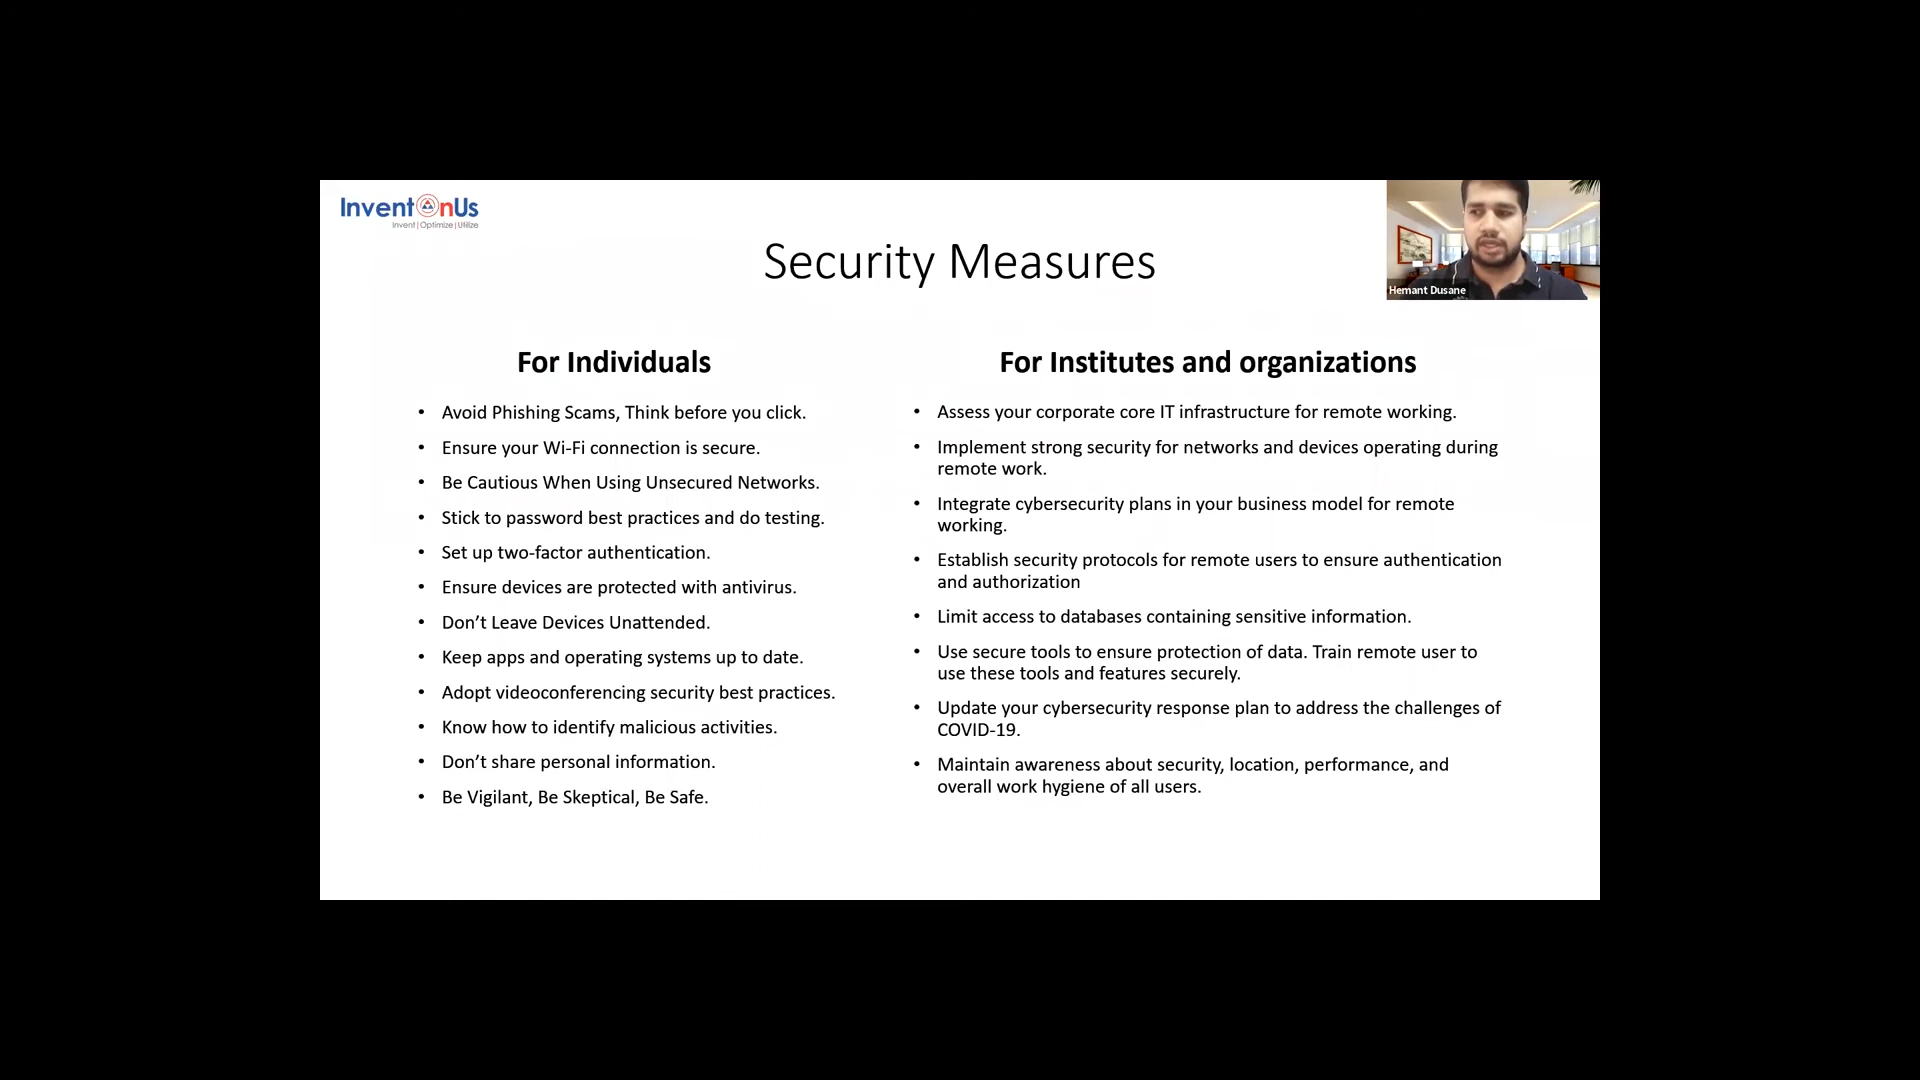 InventOnUs
Invent | Optimize | Utilize
Security Measures
Hemant Dusane
For Individuals
• Avoid Phishing Scams, Think before you click.
• Ensure your Wi-Fi connection is secure.
• Be Cautious When Using Unsecured Networks.
• Stick to password best practices and do testing.
• Set up two-factor authentication.
• Ensure devices are protected with antivirus.
• Don’t Leave Devices Unattended.
• Keep apps and operating systems up to date.
• Adopt videoconferencing security best practices.
• Know how to identify malicious activities.
• Don’t share personal information.
• Be Vigilant, Be Skeptical, Be Safe.
For Institutes and organizations
• Assess your corporate core IT infrastructure for remote working.
• Implement strong security for networks and devices operating during
remote work.
• Integrate cybersecurity plans in your business model for remote
working.
• Establish security protocols for remote users to ensure authentication
and authorization
• Limit access to databases containing sensitive information.
• Use secure tools to ensure protection of data. Train remote user to
use these tools and features securely.
• Update your cybersecurity response plan to address the challenges of
COVID-19.
• Maintain awareness about security, location, performance, and
overall work hygiene of all users.